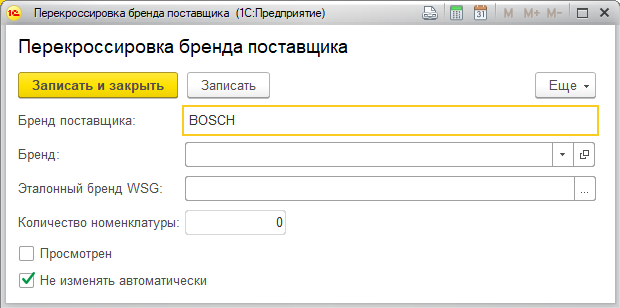 Перекроссировка бренда поставщика (1С:Предприятие)
31 M M+ M-
Перекроссировка бренда поставщика
Записать и закрыть Записать Еще
Бренд поставщика: BOSCH
Бренд:
Эталонный бренд WSG: ...
Количество номенклатуры: 0
Просмотрен
Не изменять автоматически